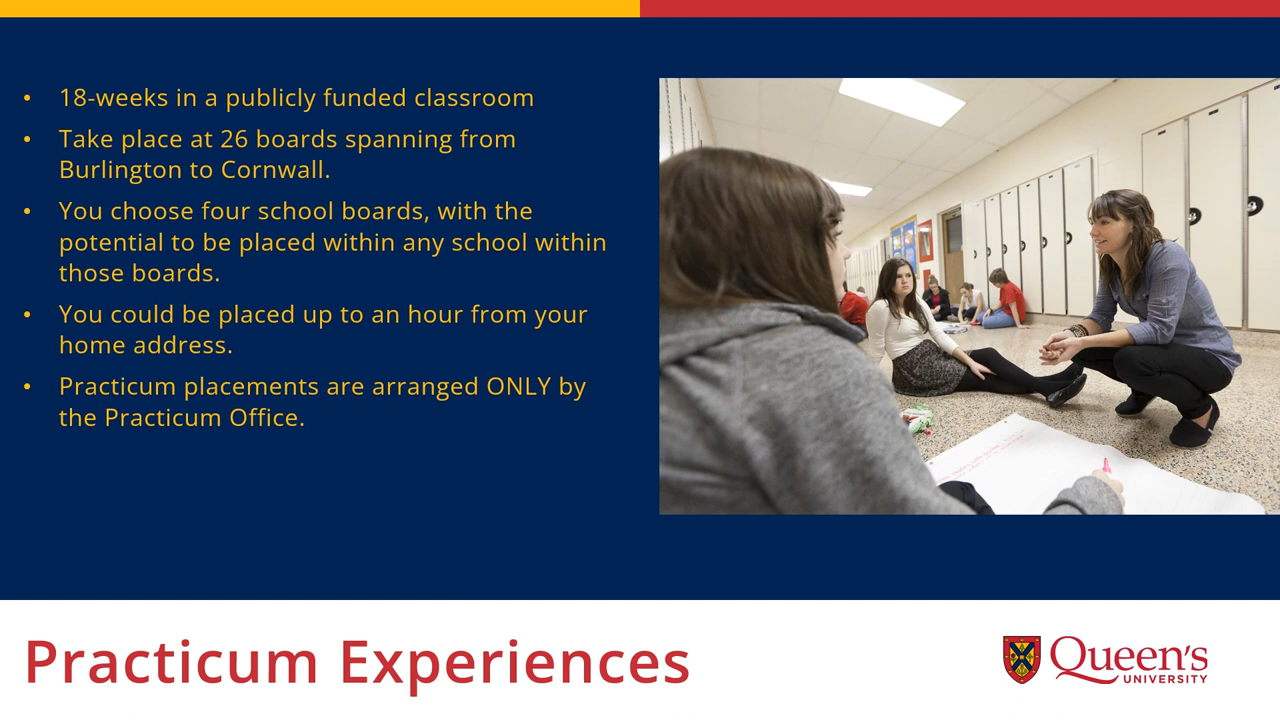 • 18-weeks in a publicly funded classroom
• Take place at 26 boards spanning from
Burlington to Cornwall.
• You choose four school boards, with the
potential to be placed within any school within
those boards.
• You could be placed up to an hour from your
home address.
• Practicum placements are arranged ONLY by
the Practicum Office.
Practicum Experiences
Queen's
UNIVERSITY